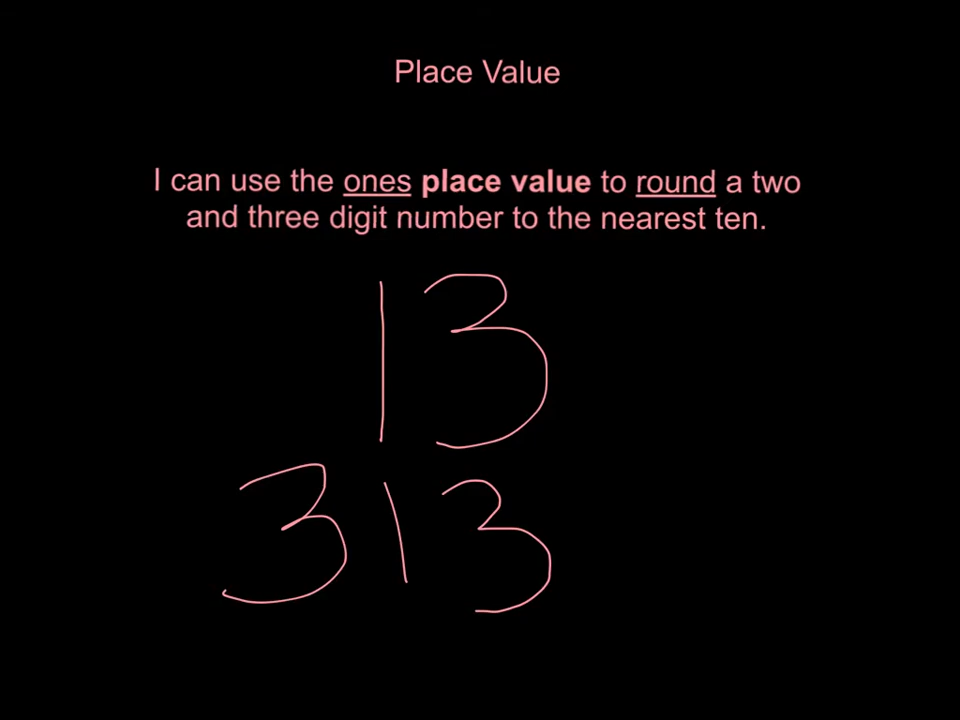 Place Value
I can use the ones place value to round a two
and three digit number to the nearest ten.
13
313